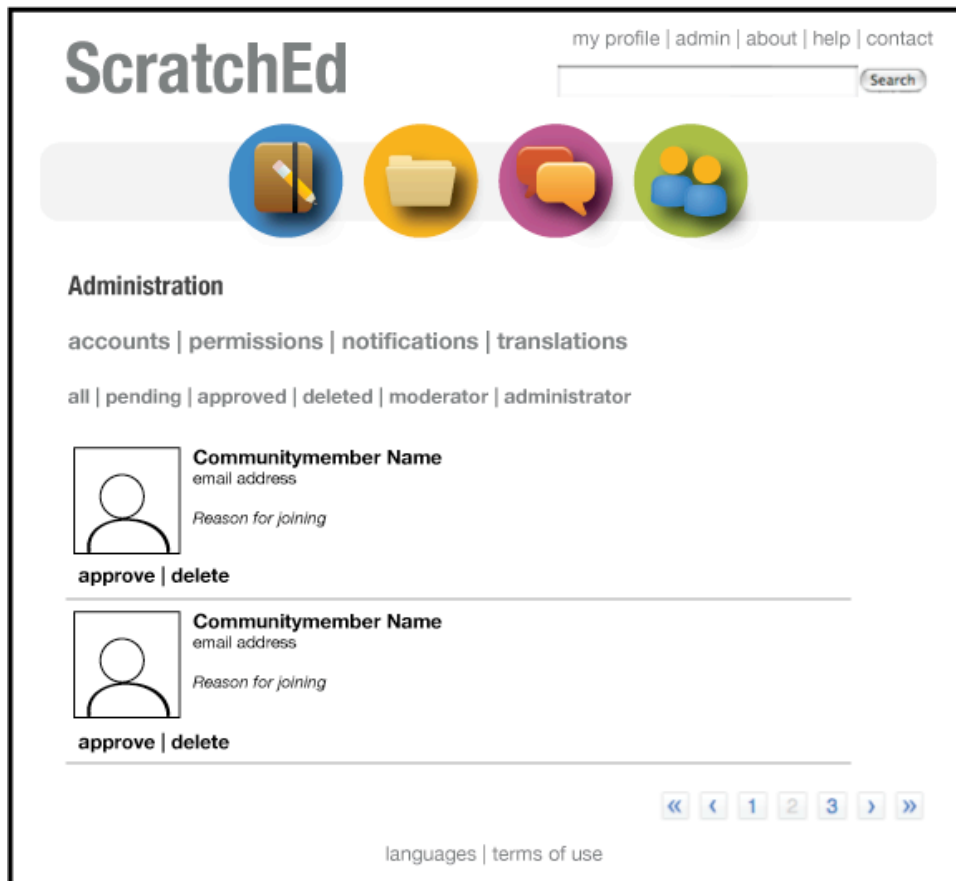 ScratchEd
my profile | admin | about | help | contact
Search
Administration
accounts | permissions | notifications | translations
all | pending | approved | deleted | moderator | administrator
Communitymember Name
email address
Reason for joining
approve | delete
Communitymember Name
email address
Reason for joining
approve | delete
« ‹ 1 2 3 › »
languages | terms of use